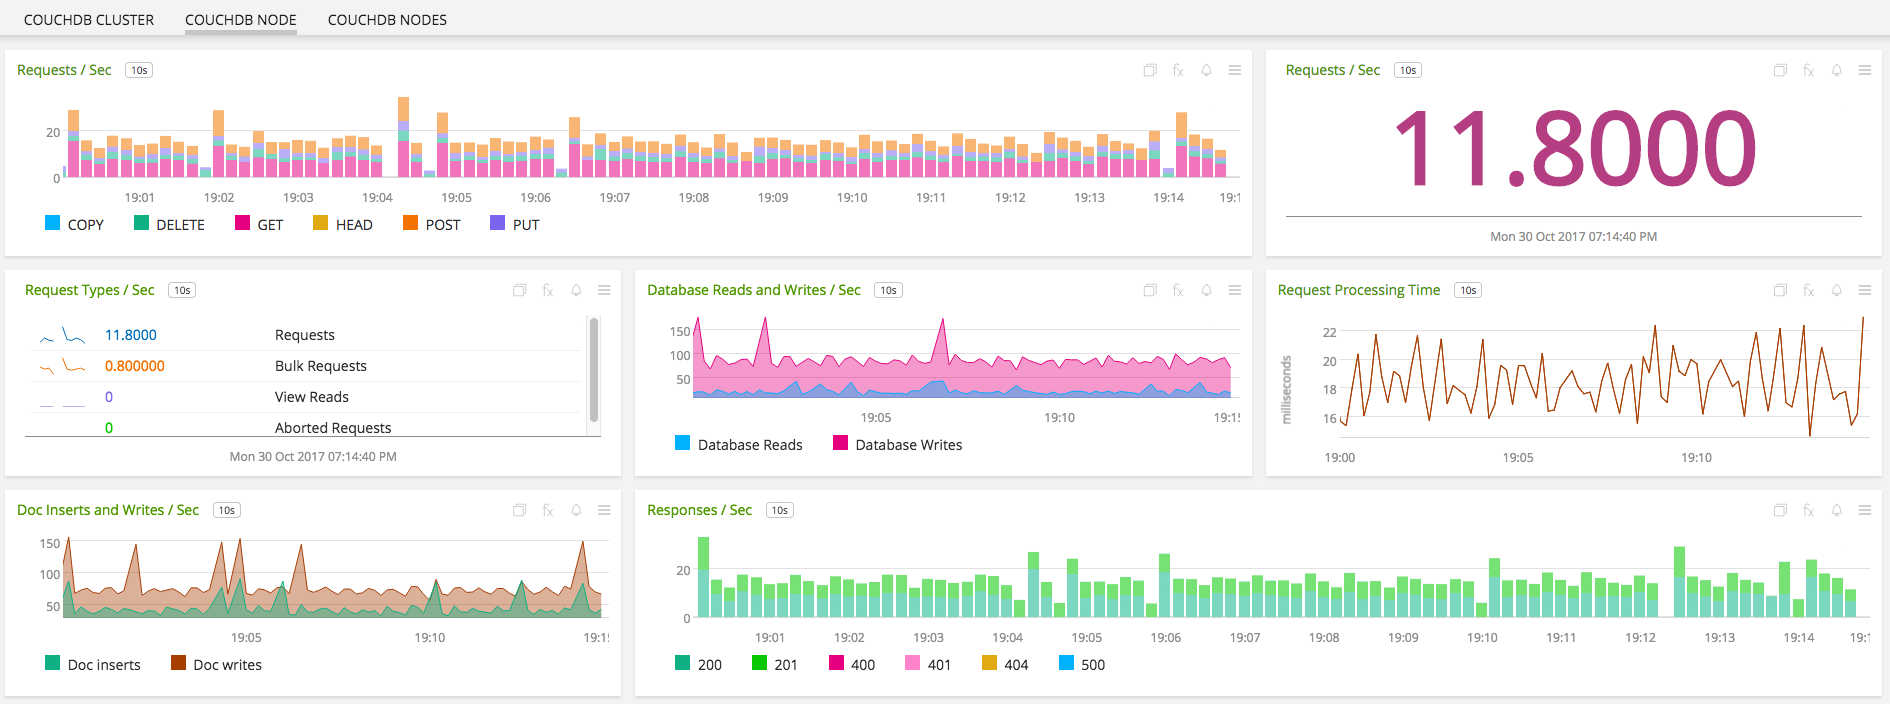 COUCHDB CLUSTER COUCHDB NODE COUCHDB NODES
Requests / Sec 10s
20
0
19:01 19:02 19:03 19:04 19:05 19:06 19:07 19:08 19:09 19:10 19:11 19:12 19:13 19:14 19:1
COPY DELETE GET HEAD POST PUT
Requests / Sec 10s
11.8000
Mon 30 Oct 2017 07:14:40 PM
Request Types / Sec 10s
11.8000 Requests
0.800000 Bulk Requests
0 View Reads
0 Aborted Requests
Mon 30 Oct 2017 07:14:40 PM
Database Reads and Writes / Sec 10s
150
100
50
19:05 19:10 19:15
Database Reads Database Writes
Request Processing Time 10s
milliseconds
22
20
18
16
19:00 19:05 19:10
Doc Inserts and Writes / Sec 10s
150
100
50
19:05 19:10 19:15
Doc inserts Doc writes
Responses / Sec 10s
20
0
19:01 19:02 19:03 19:04 19:05 19:06 19:07 19:08 19:09 19:10 19:11 19:12 19:13 19:14 19:1
200 201 400 401 404 500